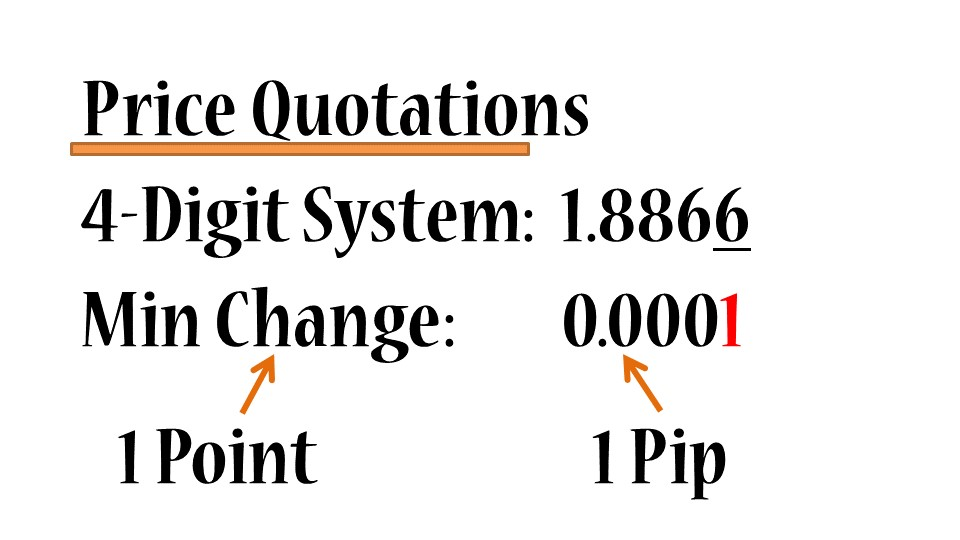 Price Quotations
4-Digit System: 1.8866
Min Change: 0.0001
1 Point 1 Pip